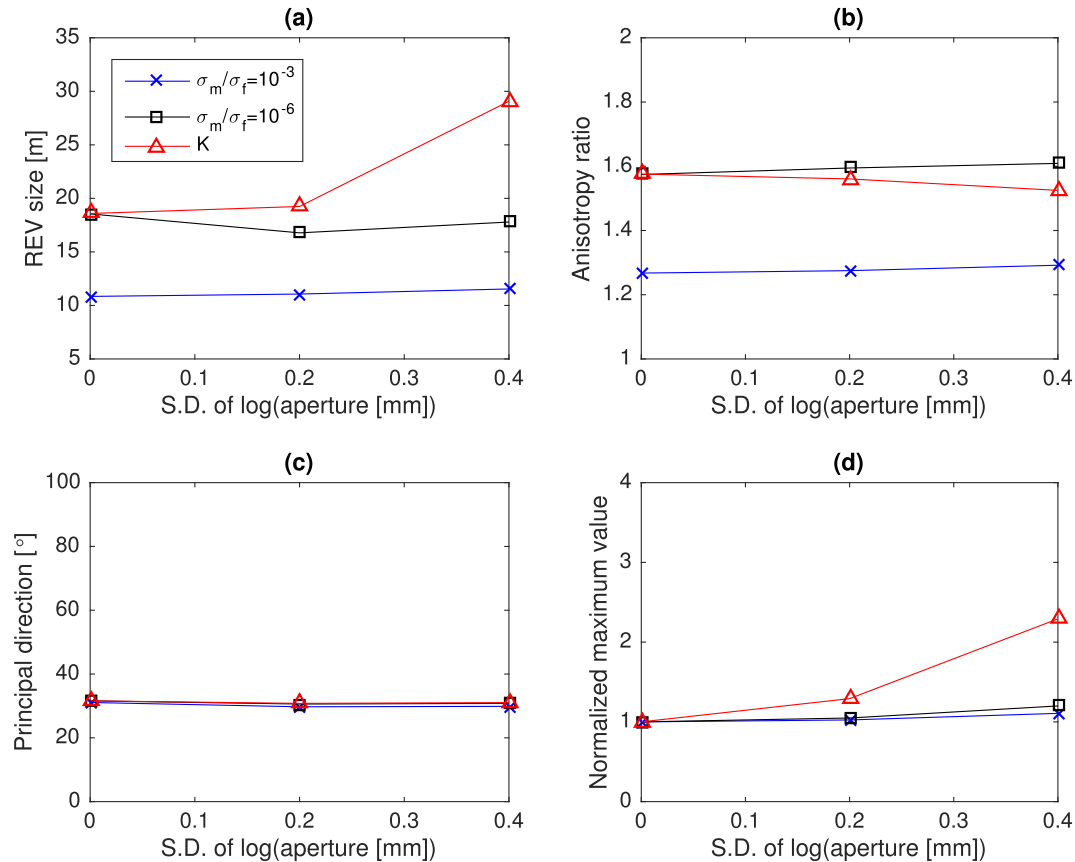 (a)
35
30
25
20
15
10
5
REV size [m]
σm/σf=10-3
σm/σf=10-6
K
0 0.1 0.2 0.3 0.4
S.D. of log(aperture [mm])
(b)
2
1.8
1.6
1.4
1.2
1
Anisotropy ratio
0 0.1 0.2 0.3 0.4
S.D. of log(aperture [mm])
(c)
100
80
60
40
20
0
Principal direction [°]
0 0.1 0.2 0.3 0.4
S.D. of log(aperture [mm])
(d)
4
3
2
1
0
Normalized maximum value
0 0.1 0.2 0.3 0.4
S.D. of log(aperture [mm])